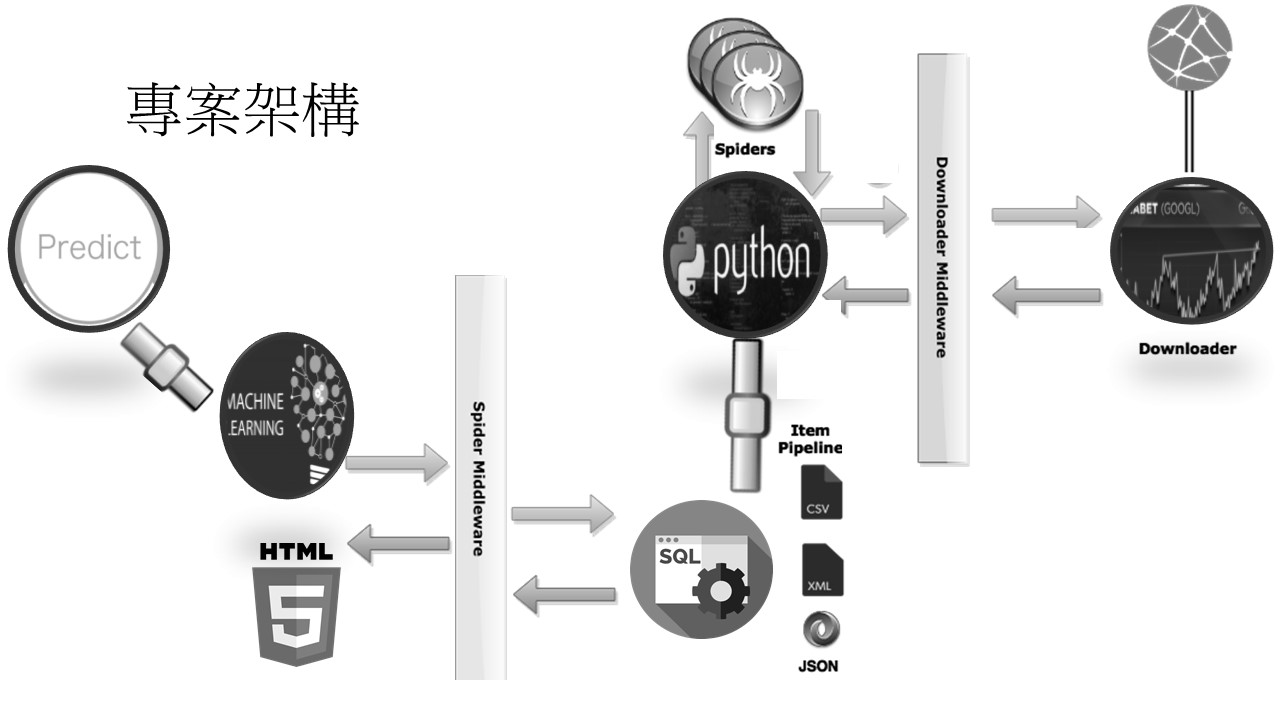 專案架構
Spiders
Predict
python
Downloader Middleware
ABET (GOOGL)
Downloader
MACHINE
LEARNING
Spider Middleware
Item
Pipeline
CSV
SQL
HTML
5
XML
JSON